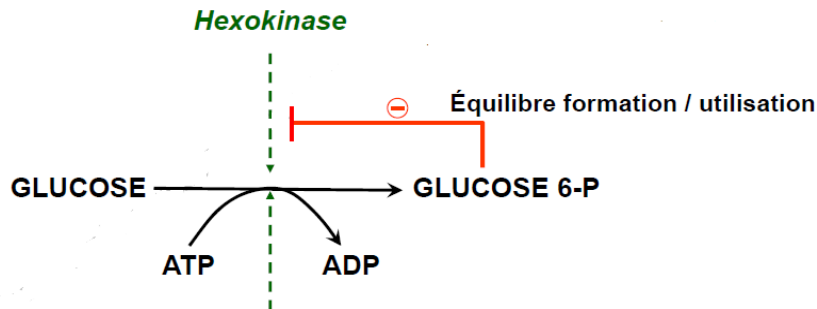 Hexokinase
Équilibre formation / utilisation
GLUCOSE
GLUCOSE 6-P
ATP
ADP